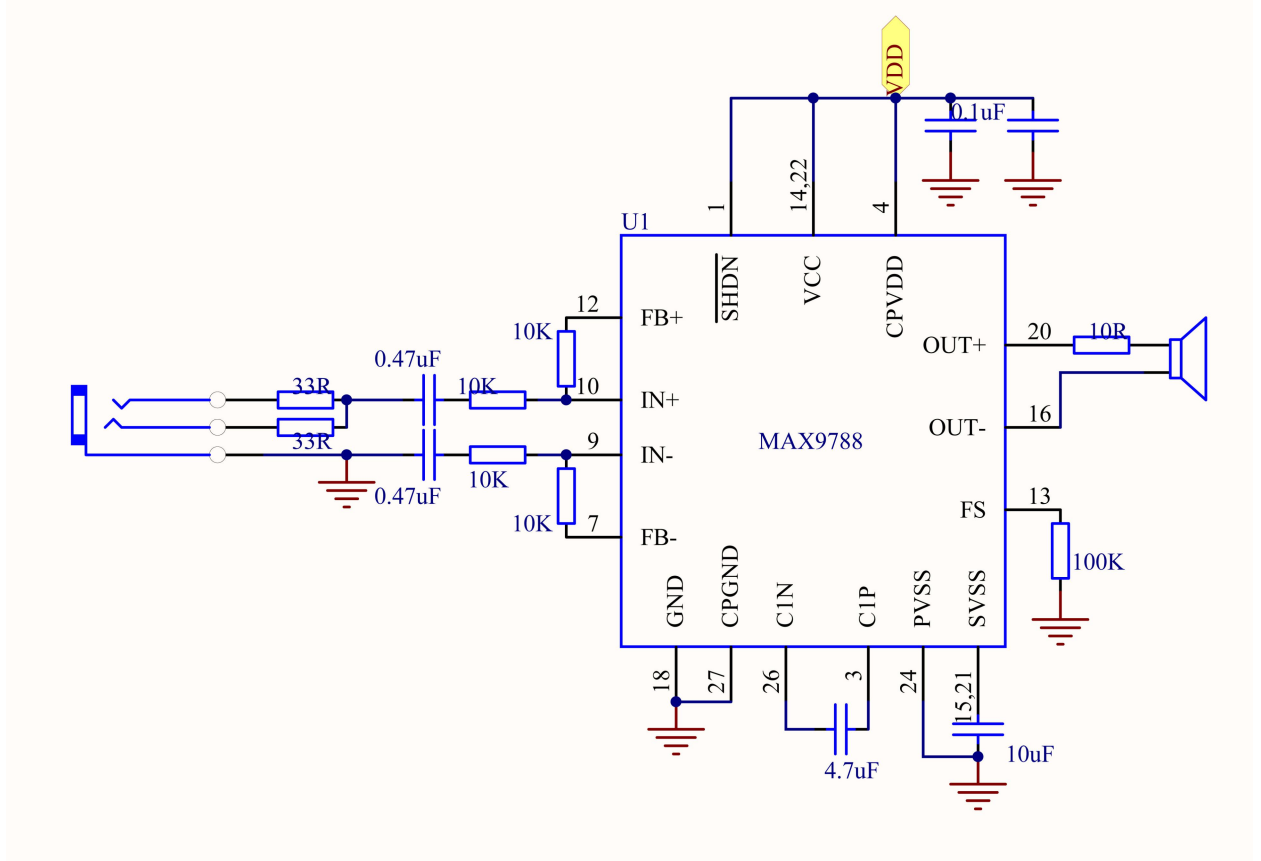 VDD
0.1uF
1
14,22
4
U1
SHDN
VCC
CPVDD
12
FB+
10K
OUT+
20
10R
0.47uF
33R
10K
10
IN+
33R
9
IN-
MAX9788
OUT-
16
0.47uF
10K
10K
7
FB-
FS
13
100K
GND
CPGND
C1N
C1P
PVSS
SVSS
18
27
26
3
24
15,21
4.7uF
10uF